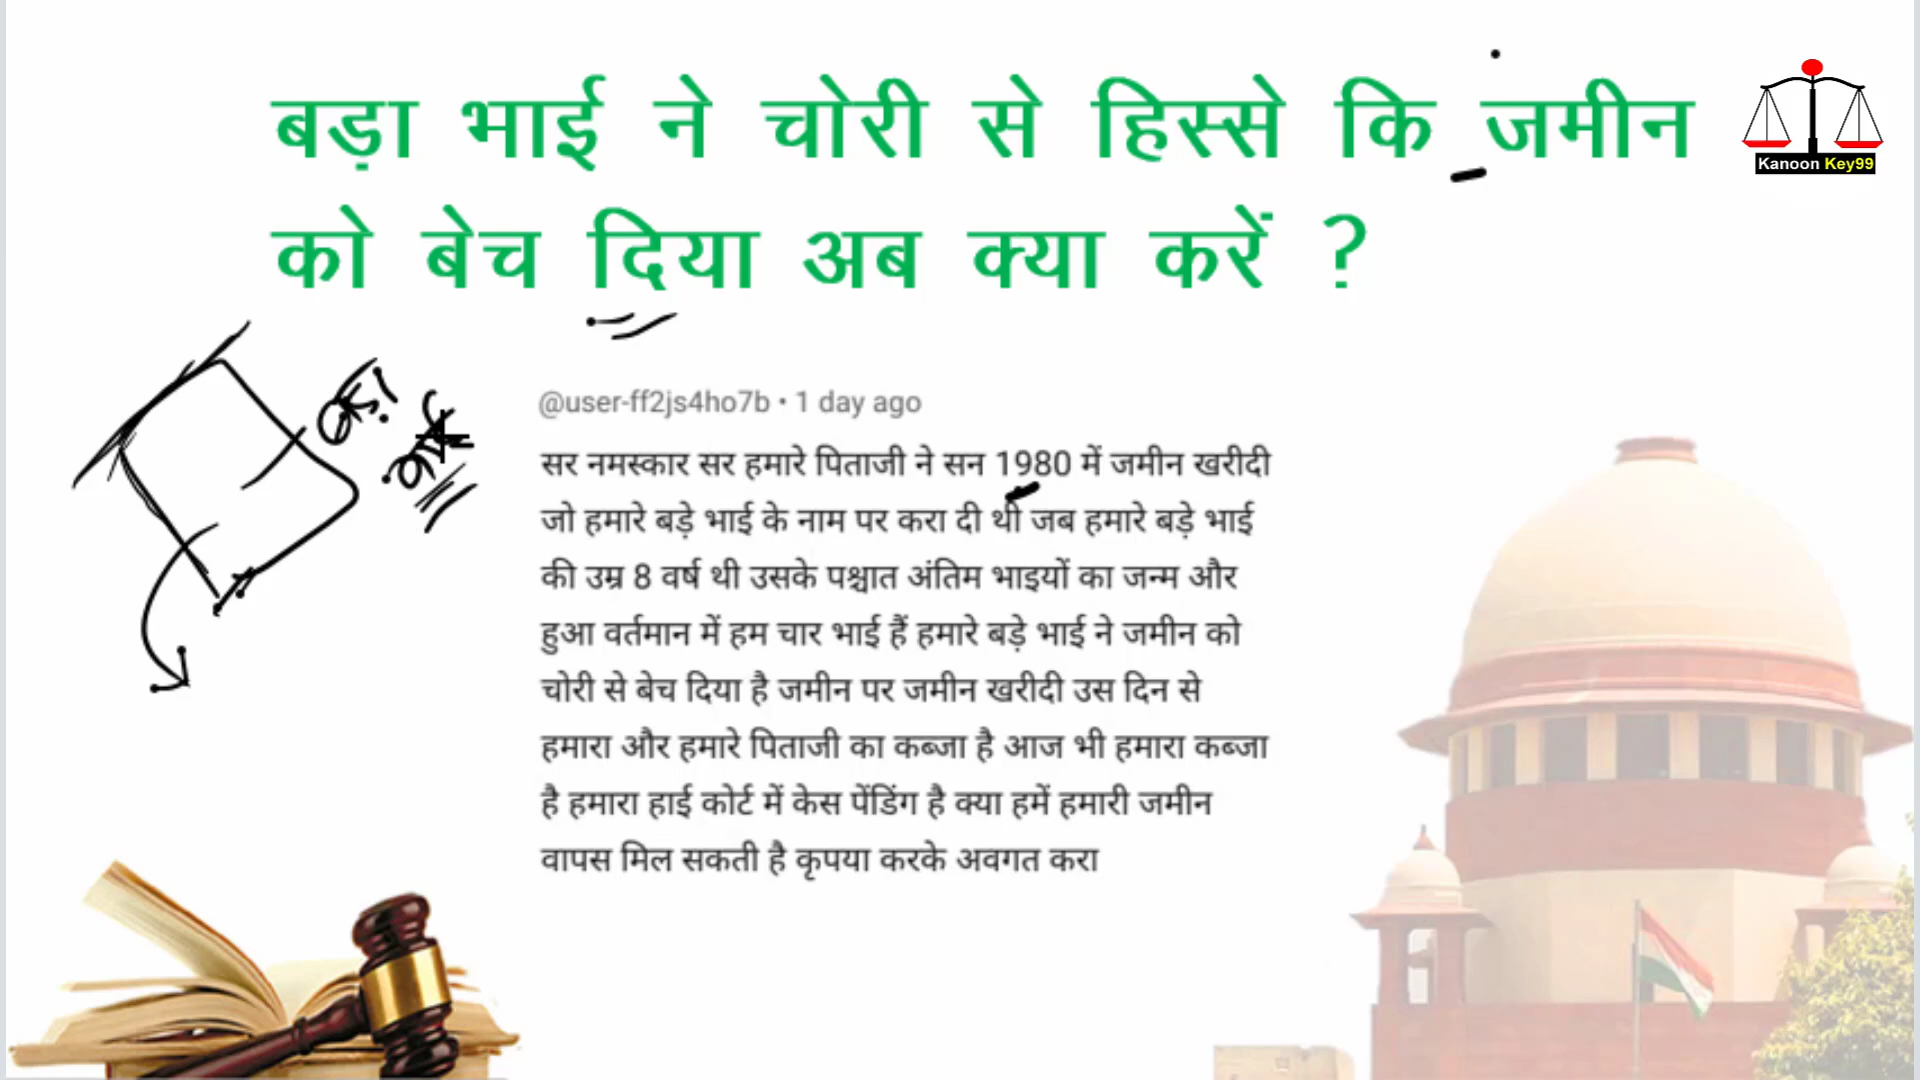 बड़ा भाई ने चोरी से हिस्से कि जमीन
Kanoon Key99
को बेच दिया अब क्या करें ?
बड़ा
भाई
@user-ff2js4ho7b • 1 day ago
सर नमस्कार सर हमारे पिताजी ने सन 1980 में जमीन खरीदी
जो हमारे बड़े भाई के नाम पर करा दी थी जब हमारे बड़े भाई
की उम्र 8 वर्ष थी उसके पश्चात अंतिम भाइयों का जन्म और
हुआ वर्तमान में हम चार भाई हैं हमारे बड़े भाई ने जमीन को
चोरी से बेच दिया है जमीन पर जमीन खरीदी उस दिन से
हमारा और हमारे पिताजी का कब्जा है आज भी हमारा कब्जा
है हमारा हाई कोर्ट में केस पेंडिंग है क्या हमें हमारी जमीन
वापस मिल सकती है कृपया करके अवगत करा